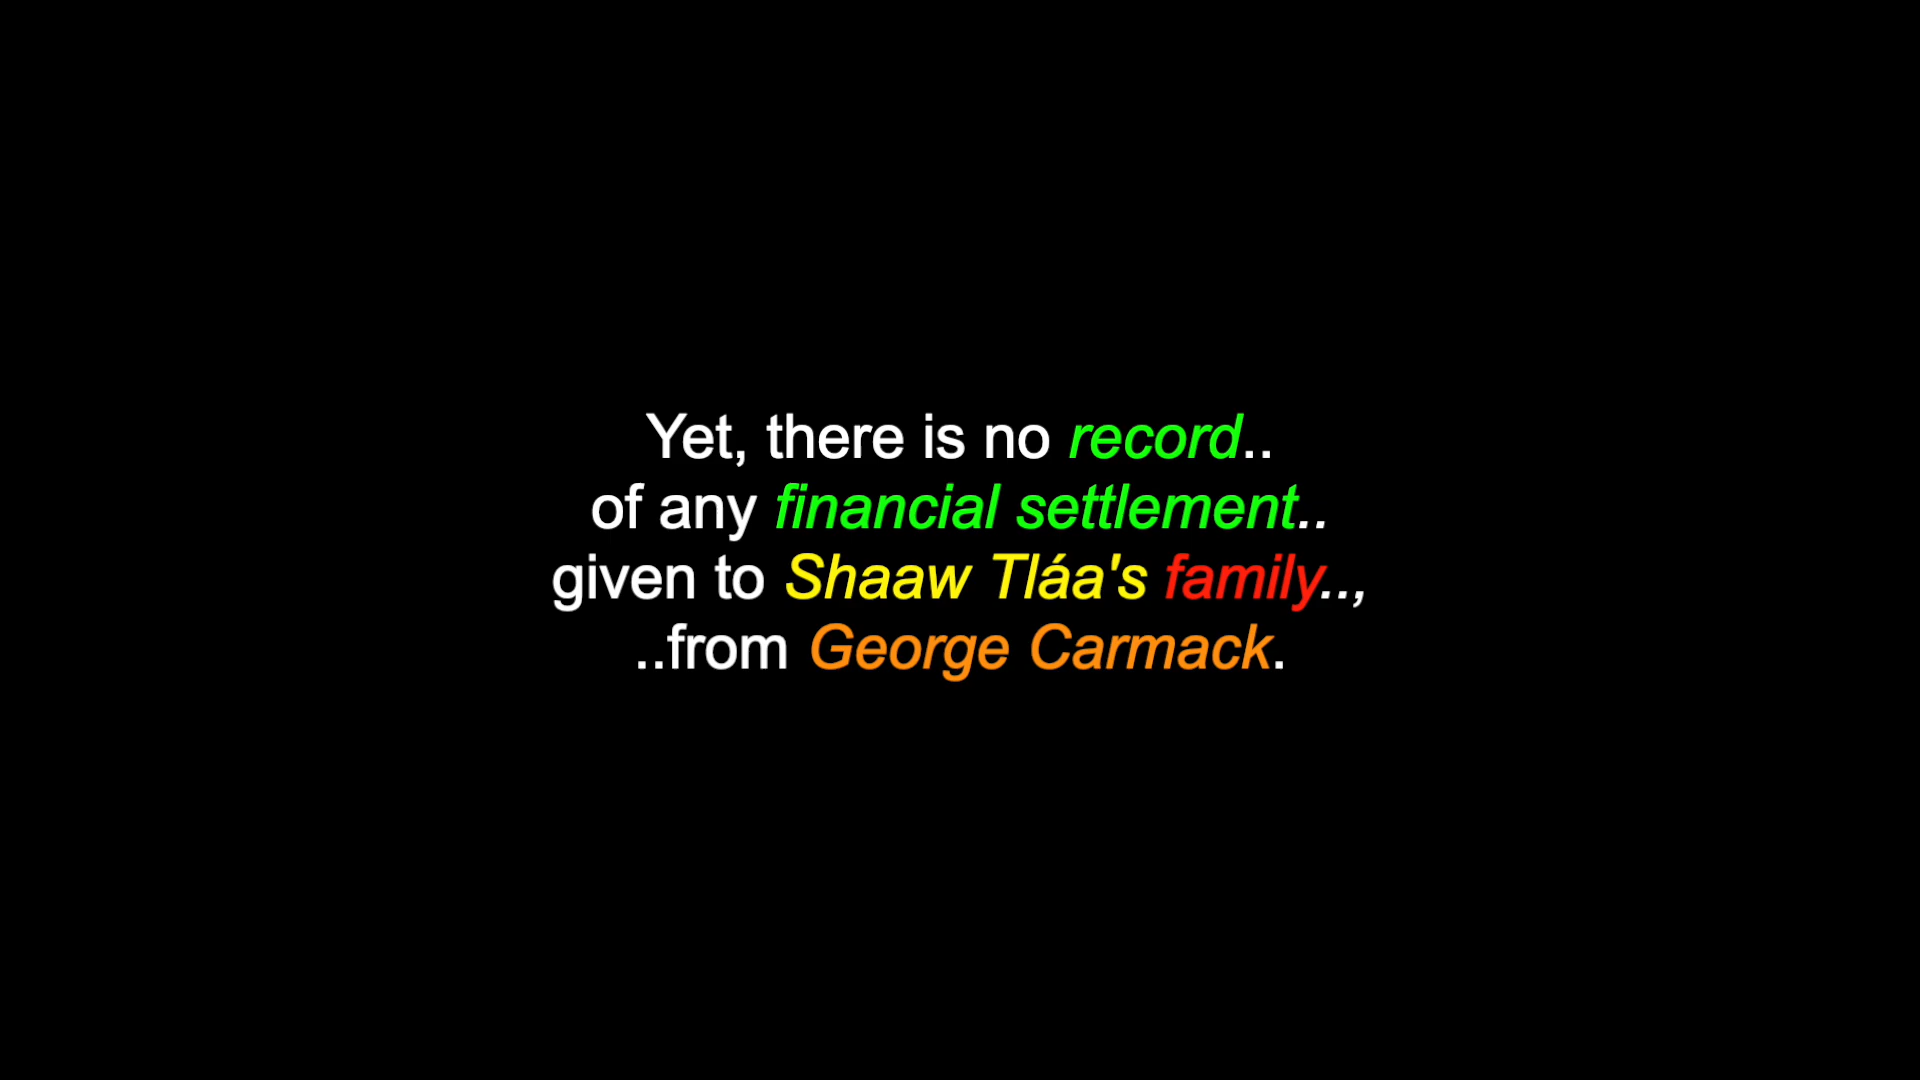 Yet, there is no record..
of any financial settlement..
given to Shaaw Tláa's family..,
..from George Carmack.